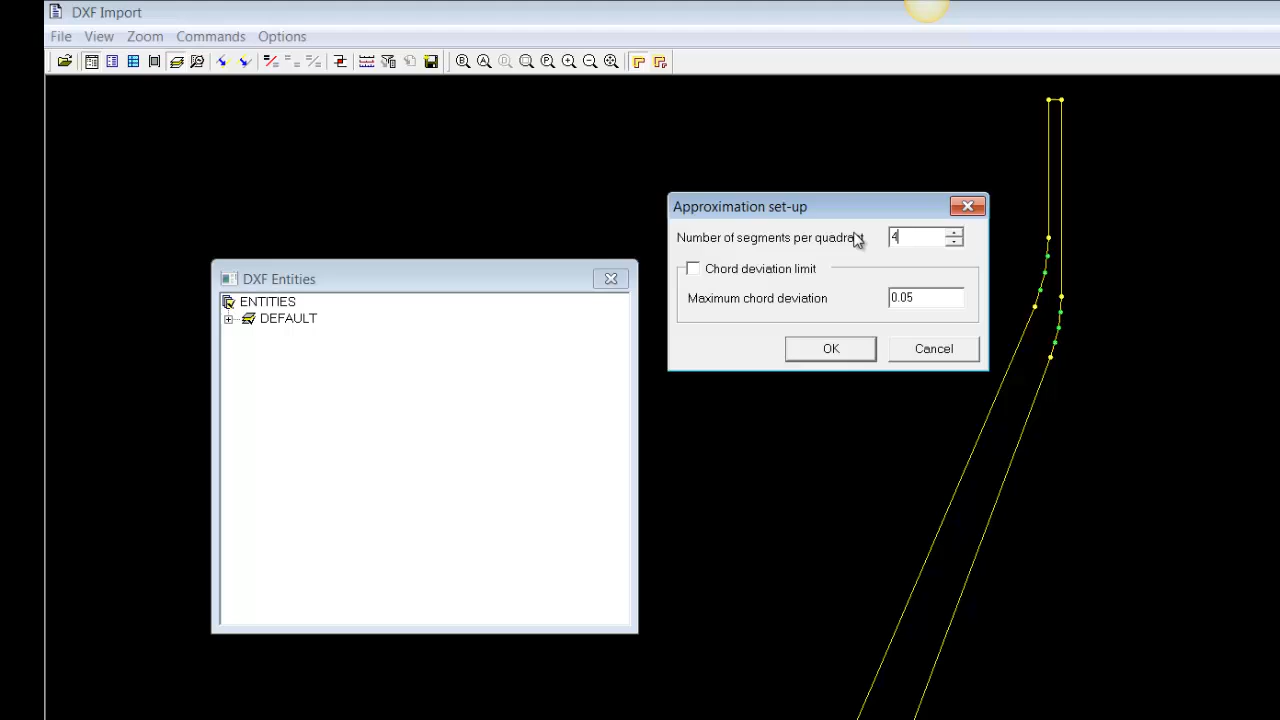 DXF Import
File View Zoom Commands Options
Approximation set-up
Number of segments per quadrant 4
Chord deviation limit
Maximum chord deviation 0.05
OK Cancel
DXF Entities
ENTITIES
DEFAULT